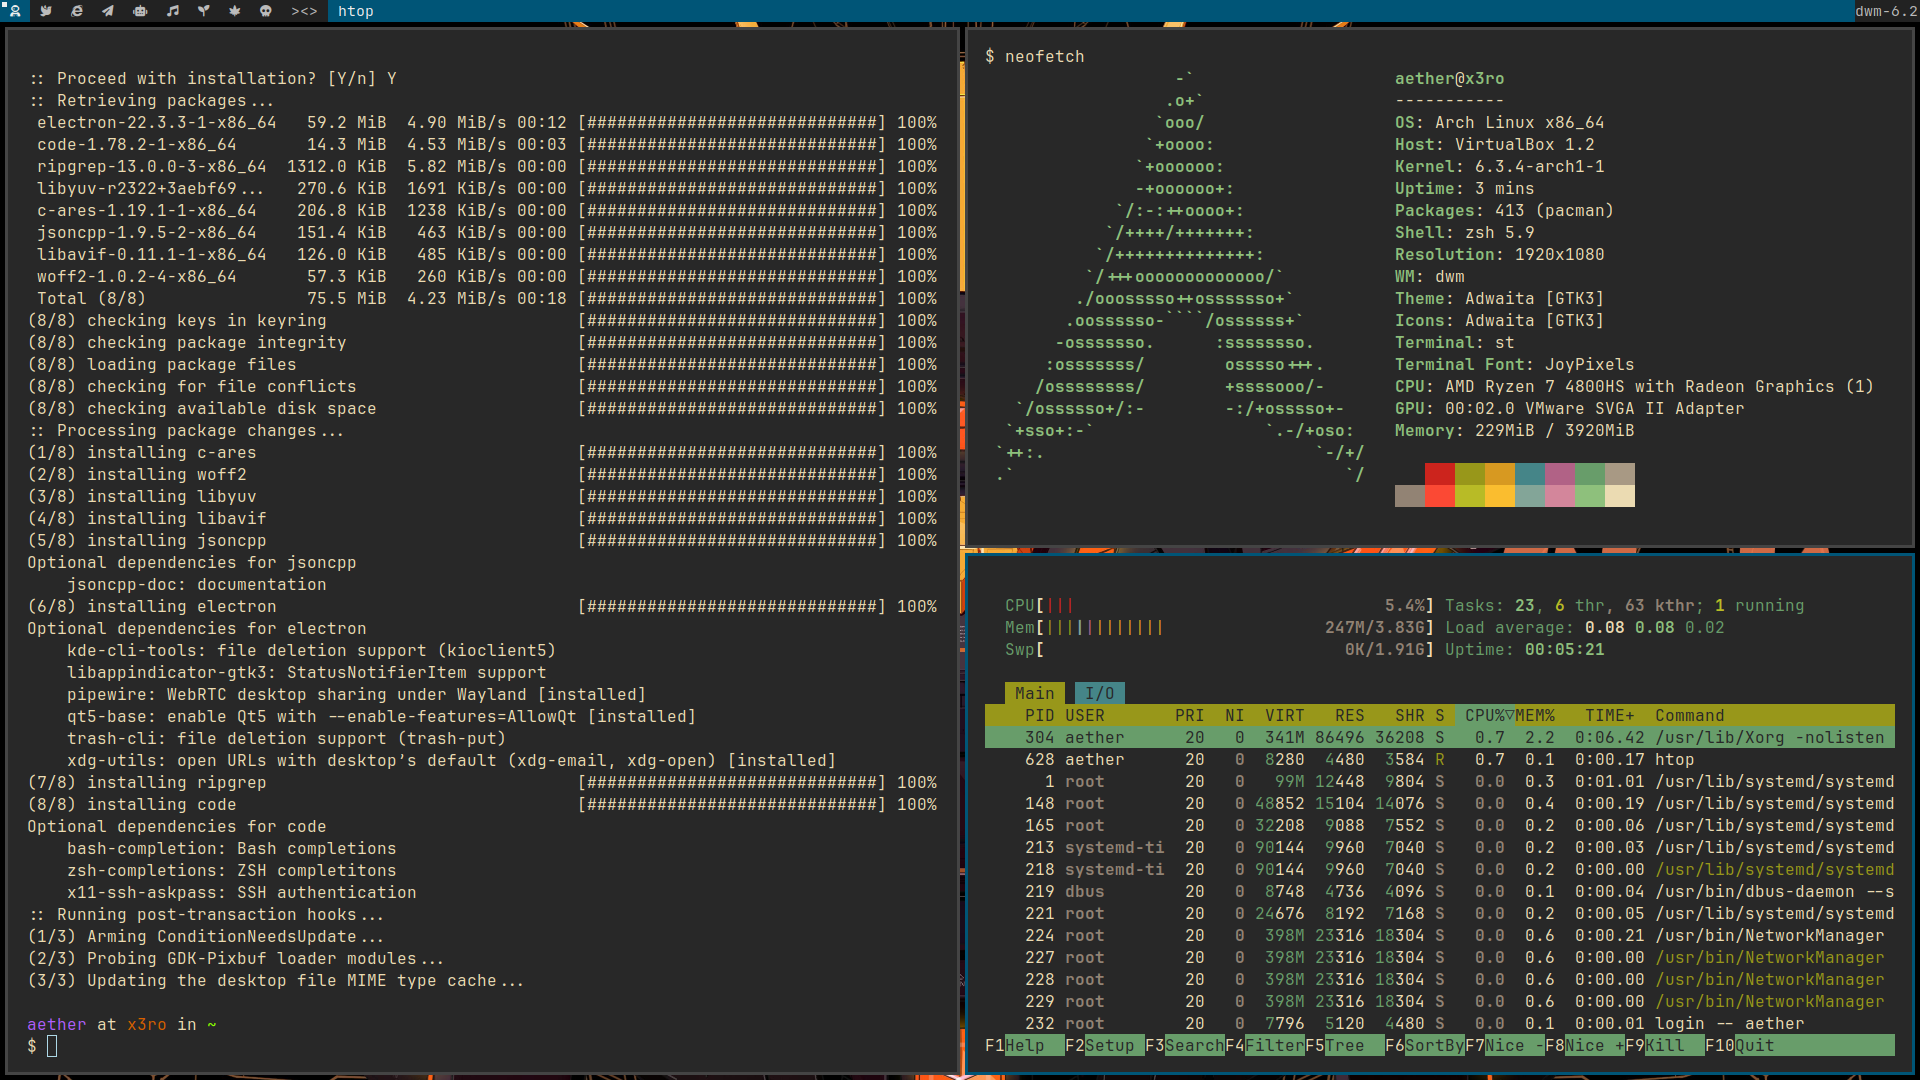 ><> htop dwm-6.2
:: Proceed with installation? [Y/n] Y
:: Retrieving packages...
electron-22.3.3-1-x86_64 59.2 MiB 4.90 MiB/s 00:12 [#############################] 100%
code-1.78.2-1-x86_64 14.3 MiB 4.53 MiB/s 00:03 [#############################] 100%
ripgrep-13.0.0-3-x86_64 1312.0 KiB 5.82 MiB/s 00:00 [#############################] 100%
libyuv-r2322+3aebf69... 270.6 KiB 1691 KiB/s 00:00 [#############################] 100%
c-ares-1.19.1-1-x86_64 206.8 KiB 1238 KiB/s 00:00 [#############################] 100%
jsoncpp-1.9.5-2-x86_64 151.4 KiB 463 KiB/s 00:00 [#############################] 100%
libavif-0.11.1-1-x86_64 126.0 KiB 485 KiB/s 00:00 [#############################] 100%
woff2-1.0.2-4-x86_64 57.3 KiB 260 KiB/s 00:00 [#############################] 100%
Total (8/8) 75.5 MiB 4.23 MiB/s 00:18 [#############################] 100%
(8/8) checking keys in keyring [#############################] 100%
(8/8) checking package integrity [#############################] 100%
(8/8) loading package files [#############################] 100%
(8/8) checking for file conflicts [#############################] 100%
(8/8) checking available disk space [#############################] 100%
:: Processing package changes...
(1/8) installing c-ares [#############################] 100%
(2/8) installing woff2 [#############################] 100%
(3/8) installing libyuv [#############################] 100%
(4/8) installing libavif [#############################] 100%
(5/8) installing jsoncpp [#############################] 100%
Optional dependencies for jsoncpp
jsoncpp-doc: documentation
(6/8) installing electron [#############################] 100%
Optional dependencies for electron
kde-cli-tools: file deletion support (kioclient5)
libappindicator-gtk3: StatusNotifierItem support
pipewire: WebRTC desktop sharing under Wayland [installed]
qt5-base: enable Qt5 with --enable-features=AllowQt [installed]
trash-cli: file deletion support (trash-put)
xdg-utils: open URLs with desktop's default (xdg-email, xdg-open) [installed]
(7/8) installing ripgrep [#############################] 100%
(8/8) installing code [#############################] 100%
Optional dependencies for code
bash-completion: Bash completions
zsh-completions: ZSH completitons
x11-ssh-askpass: SSH authentication
:: Running post-transaction hooks...
(1/3) Arming ConditionNeedsUpdate...
(2/3) Probing GDK-Pixbuf loader modules...
(3/3) Updating the desktop file MIME type cache...
aether at x3ro in ~
$
$ neofetch
-`
.o+`
`ooo/
`+oooo:
`+oooooo:
-+oooooo+:
`/:-:++oooo+:
`/++++/+++++++:
`/++++++++++++++:
`/+++ooooooooooooo/`
./ooosssso++osssssso+`
.oossssso-````/ossssss+`
-osssssso. :ssssssso.
:osssssss/ osssso+++.
/ossssssss/ +ssssooo/-
`/ossssso+/:- -:/+osssso+-
`+sso+:-` `.-/+oso:
`++:. `-/+/
.` `/
aether@x3ro
-----------
OS: Arch Linux x86_64
Host: VirtualBox 1.2
Kernel: 6.3.4-arch1-1
Uptime: 3 mins
Packages: 413 (pacman)
Shell: zsh 5.9
Resolution: 1920x1080
WM: dwm
Theme: Adwaita [GTK3]
Icons: Adwaita [GTK3]
Terminal: st
Terminal Font: JoyPixels
CPU: AMD Ryzen 7 4800HS with Radeon Graphics (1)
GPU: 00:02.0 VMware SVGA II Adapter
Memory: 229MiB / 3920MiB
CPU[||| 5.4%] Tasks: 23, 6 thr, 63 kthr; 1 running
Mem[|||||||||||| 247M/3.83G] Load average: 0.08 0.08 0.02
Swp[ 0K/1.91G] Uptime: 00:05:21
Main I/O
PID USER PRI NI VIRT RES SHR S CPU%▽MEM% TIME+ Command
304 aether 20 0 341M 86496 36208 S 0.7 2.2 0:06.42 /usr/lib/Xorg -nolisten
628 aether 20 0 8280 4480 3584 R 0.7 0.1 0:00.17 htop
1 root 20 0 99M 12448 9804 S 0.0 0.3 0:01.01 /usr/lib/systemd/systemd
148 root 20 0 48852 15104 14076 S 0.0 0.4 0:00.19 /usr/lib/systemd/systemd
165 root 20 0 32208 9088 7552 S 0.0 0.2 0:00.06 /usr/lib/systemd/systemd
213 systemd-ti 20 0 90144 9960 7040 S 0.0 0.2 0:00.03 /usr/lib/systemd/systemd
218 systemd-ti 20 0 90144 9960 7040 S 0.0 0.2 0:00.00 /usr/lib/systemd/systemd
219 dbus 20 0 8748 4736 4096 S 0.0 0.1 0:00.04 /usr/bin/dbus-daemon --s
221 root 20 0 24676 8192 7168 S 0.0 0.2 0:00.05 /usr/lib/systemd/systemd
224 root 20 0 398M 23316 18304 S 0.0 0.6 0:00.21 /usr/bin/NetworkManager
227 root 20 0 398M 23316 18304 S 0.0 0.6 0:00.00 /usr/bin/NetworkManager
228 root 20 0 398M 23316 18304 S 0.0 0.6 0:00.00 /usr/bin/NetworkManager
229 root 20 0 398M 23316 18304 S 0.0 0.6 0:00.00 /usr/bin/NetworkManager
232 root 20 0 7796 5120 4480 S 0.0 0.1 0:00.01 login -- aether
F1Help F2Setup F3SearchF4FilterF5Tree F6SortByF7Nice -F8Nice +F9Kill F10Quit